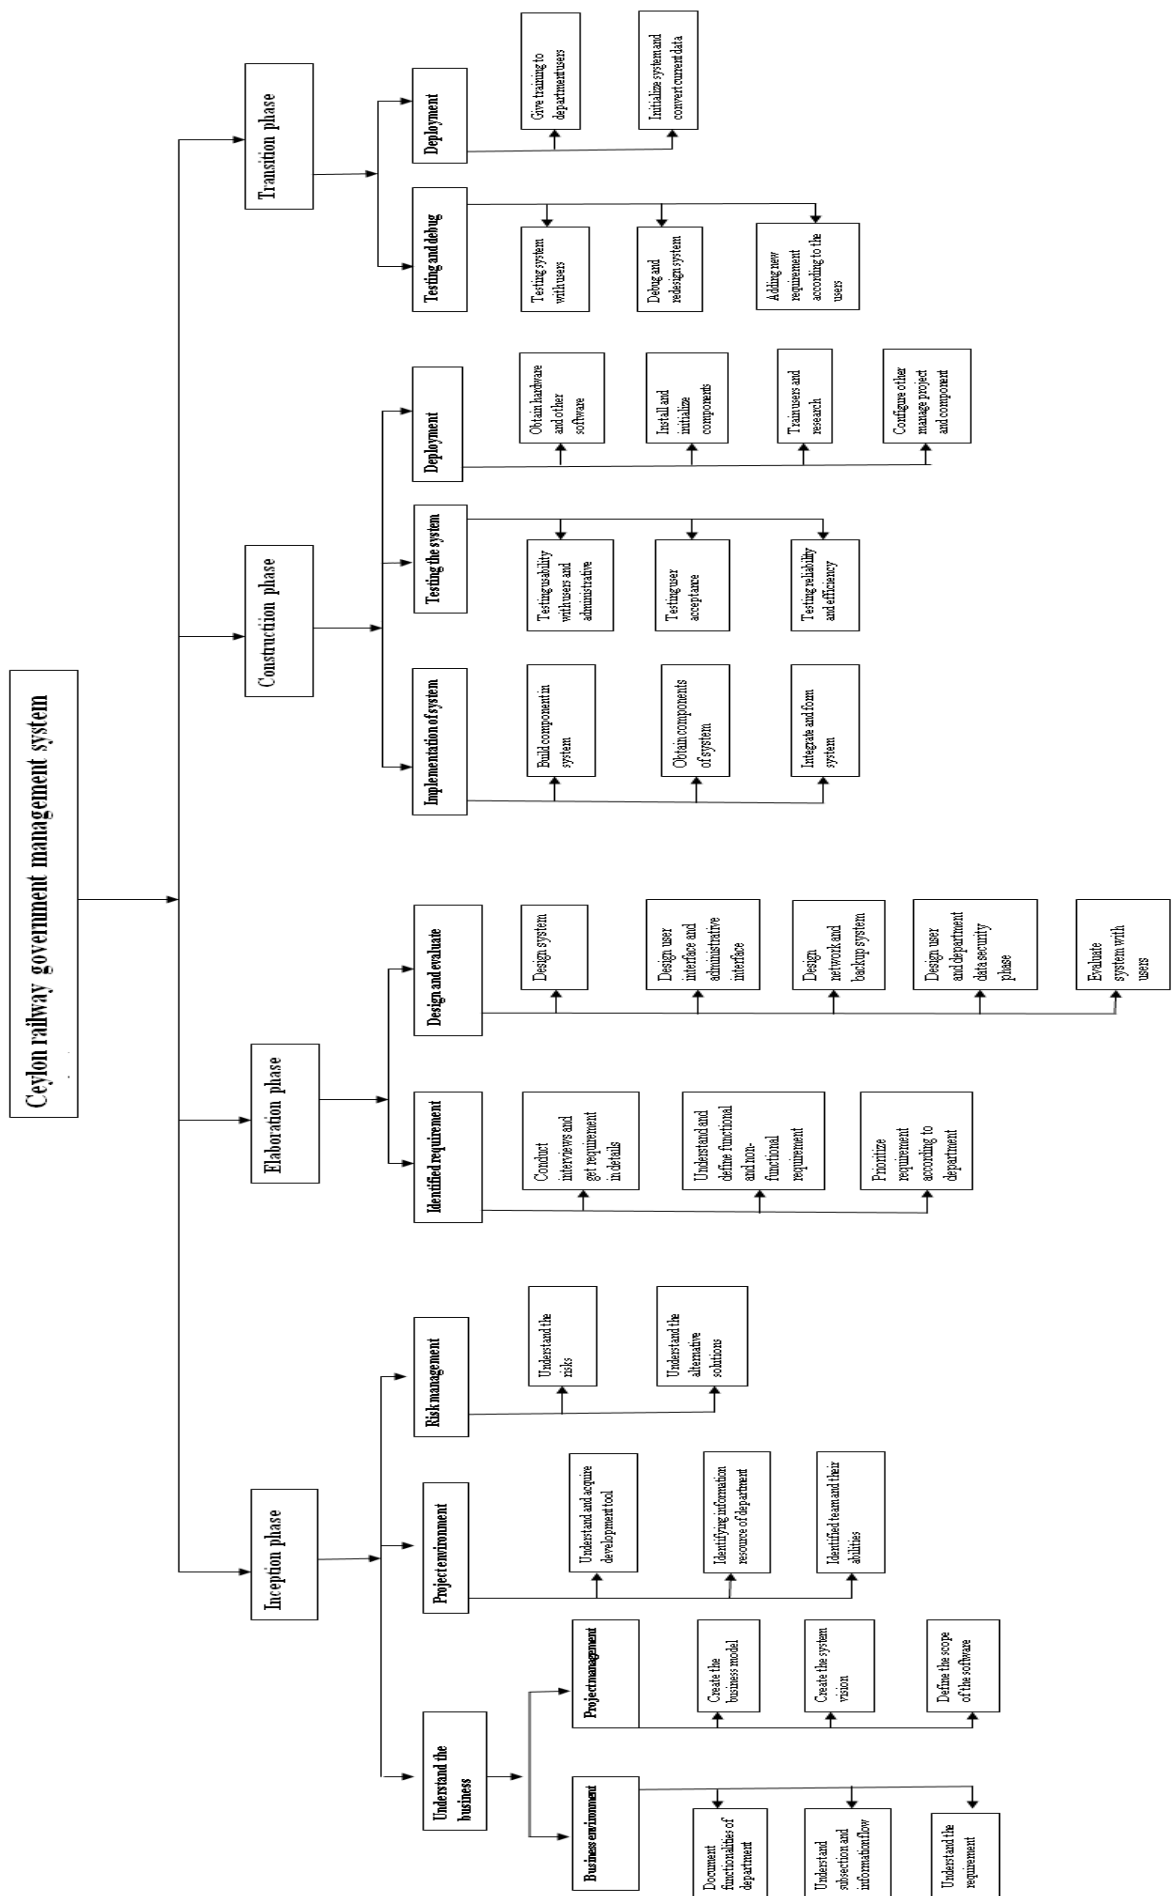 Ceylon railway government management system
Inception phase
Elaboration phase
Constructiion phase
Transition phase
Understand the
business
Project environment
Risk management
Identified requirement
Design and evaluate
Implementation of system
Testing the system
Deployment
Testing and debug
Deployment
Business environment
Project management
Document
functionalities of
department
Understand
subsection and
information flow
Understand the
requirement
Create the
business model
Create the system
vision
Define the scope
of the software
Understand and acquire
development tool
Identifying information
resource of department
Identified team and their
abilities
Understand the
risks
Understand the
alternative
solutions
Conduct
interviews and
get requirement
in details
Understand and
define functional
and non-
functional
requirement
Prioritize
requirement
according to
department
Design system
Design user
interface and
administrative
interface
Design
network and
backup system
Design user
and department
data security
phase
Evaluate
system with
users
Build component in
system
Obtain components
of system
Integrate and form
system
Testing usability
with users and
administrative
Testing user
acceptance
Testing reliability
and efficiency
Obtain hardware
and other
software
Install and
initialize
components
Train users and
research
Configure other
manage project
and component
Testing system
with users
Debug and
redesign system
Adding new
requirement
according to the
users
Give training to
department users
Initialize system and
convert current data